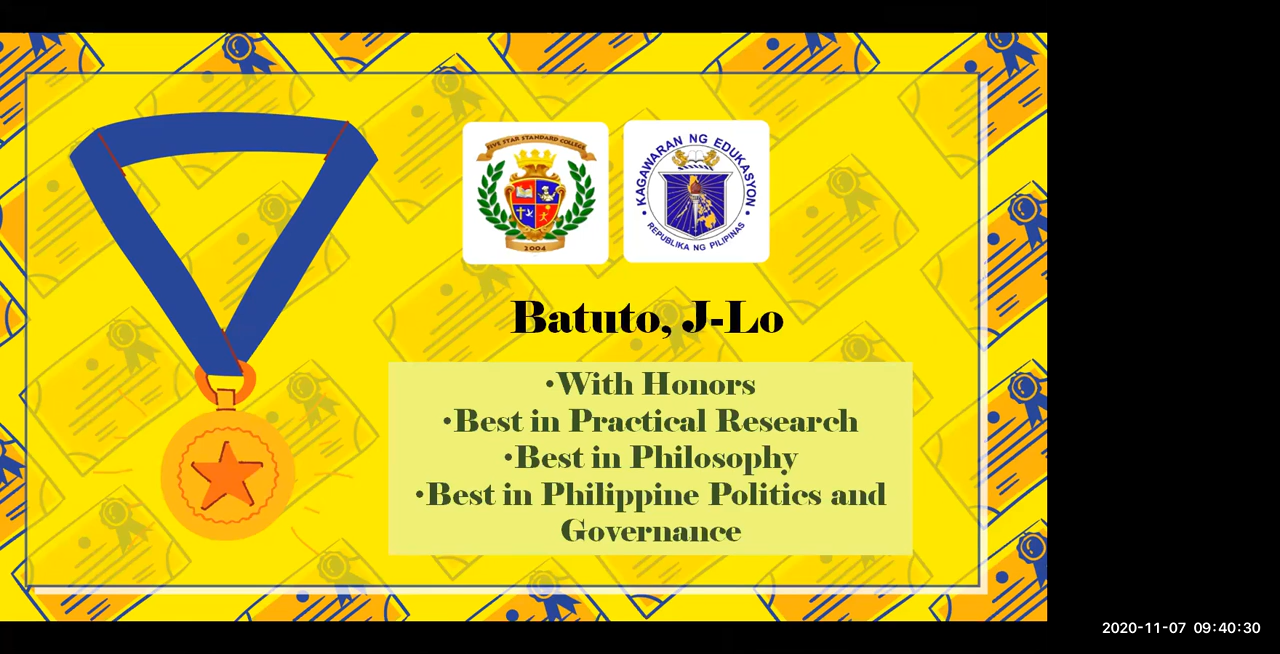 FIVE STAR STANDARD COLLEGE
2004
KAGAWARAN NG EDUKASYON
REPUBLIKA NG PILIPINAS
Batuto, J-Lo
•With Honors
•Best in Practical Research
•Best in Philosophy
•Best in Philippine Politics and
Governance
2020-11-07 09:40:30